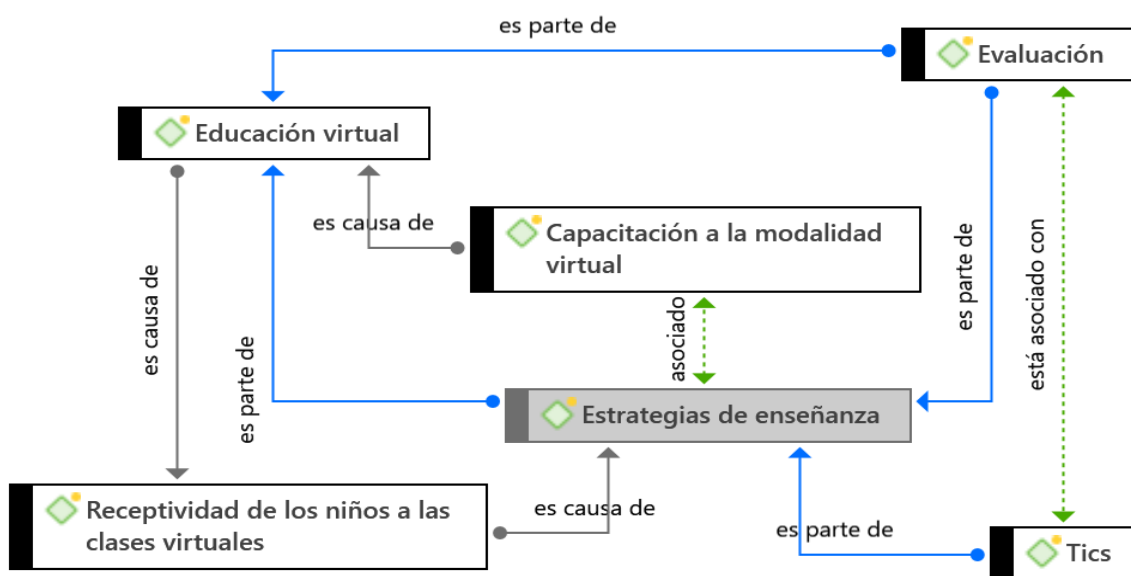 es parte de
Evaluación
Educación virtual
es causa de
Capacitación a la modalidad
virtual
es parte de
está asociado con
es causa de
asociado
es parte de
Estrategias de enseñanza
Receptividad de los niños a las
clases virtuales
es causa de
es parte de
Tics